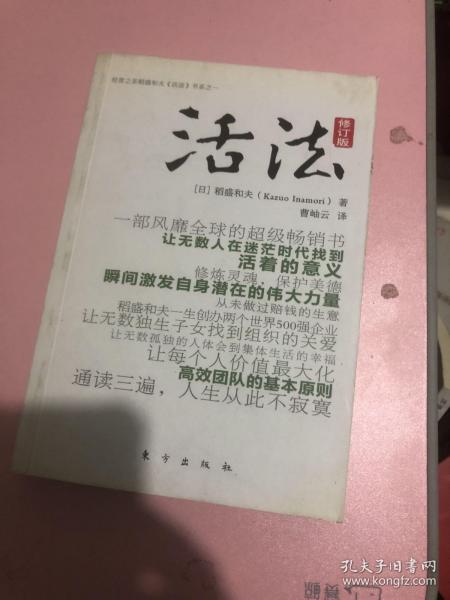 经营之圣稻盛和夫《活法》书系之一
活法
修订版
[日] 稻盛和夫 (Kazuo Inamori) 著
曹岫云 译
一部风靡全球的超级畅销书
让无数人在迷茫时代找到
活着的意义
修炼灵魂，保护美德
瞬间激发自身潜在的伟大力量
从未做过赔钱的生意
稻盛和夫一生创办两个世界500强企业
让无数独生子女找到组织的关爱
让无数孤独的人体会到集体生活的幸福
让每个人价值最大化
高效团队的基本原则
通读三遍，人生从此不寂寞
东方出版社
孔夫子旧书网